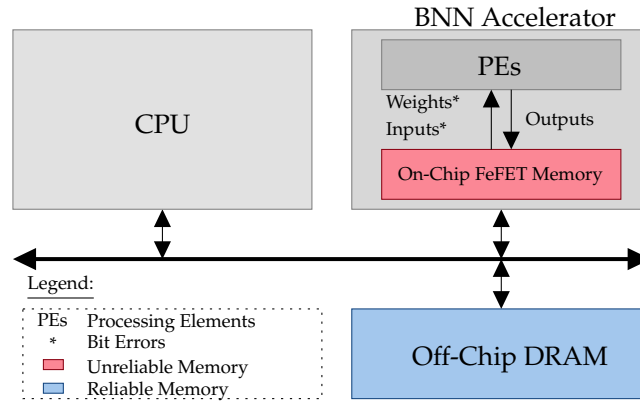 BNN Accelerator
CPU
PEs
Weights*
Inputs*
Outputs
On-Chip FeFET Memory
Legend:
PEs Processing Elements
* Bit Errors
Unreliable Memory
Reliable Memory
Off-Chip DRAM